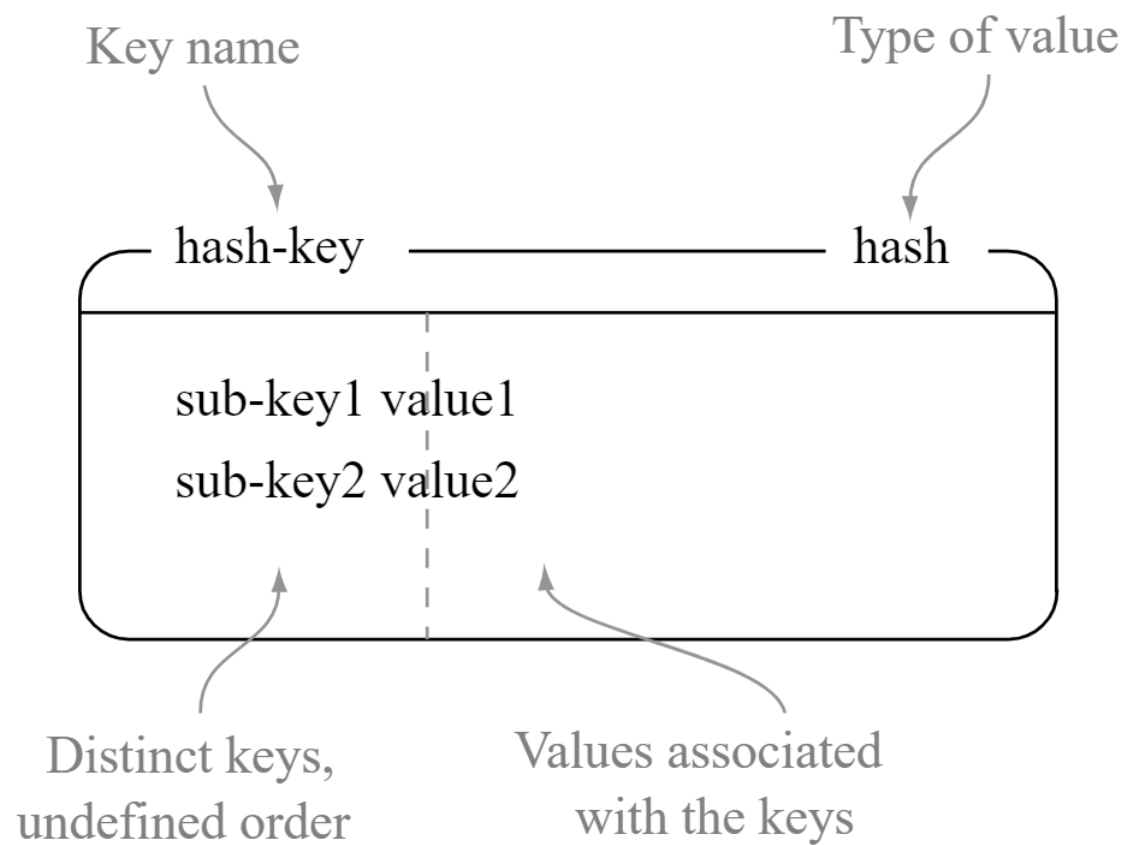 Key name
Type of value
hash-key
hash
sub-key1 value1
sub-key2 value2
Distinct keys,
undefined order
Values associated
with the keys